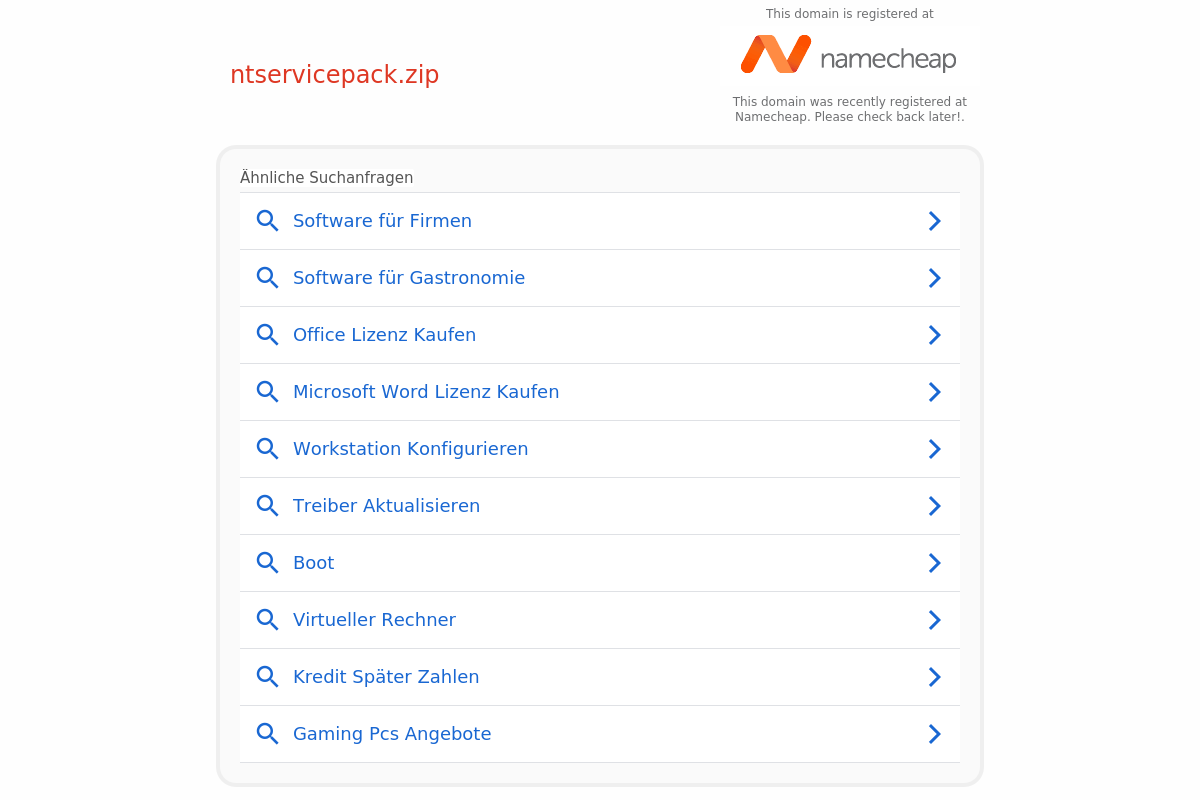 This domain is registered at
namecheap
ntservicepack.zip
This domain was recently registered at
Namecheap. Please check back later!.
Ähnliche Suchanfragen
Software für Firmen
Software für Gastronomie
Office Lizenz Kaufen
Microsoft Word Lizenz Kaufen
Workstation Konfigurieren
Treiber Aktualisieren
Boot
Virtueller Rechner
Kredit Später Zahlen
Gaming Pcs Angebote